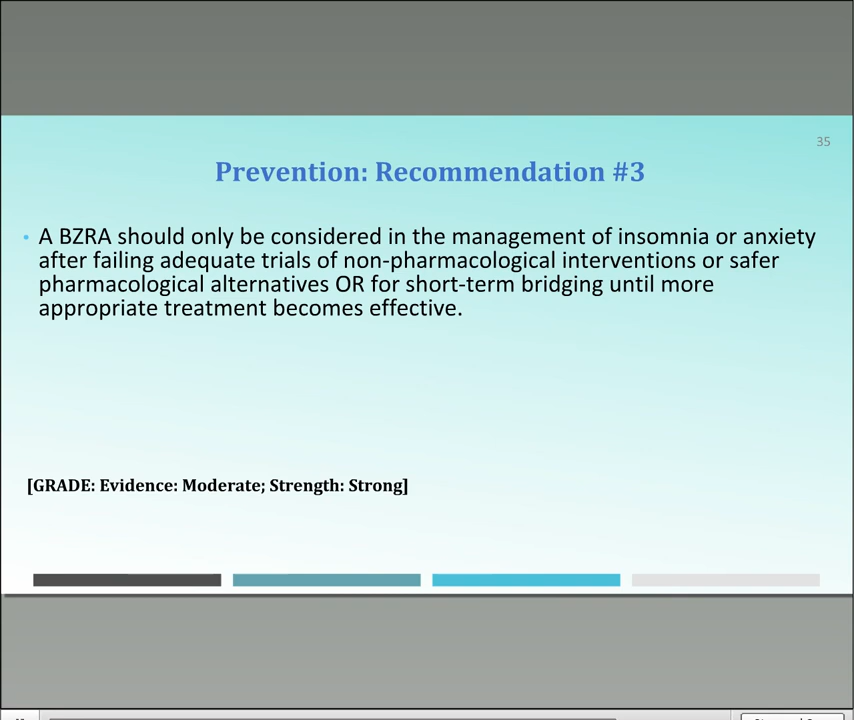 35
Prevention: Recommendation #3
• A BZRA should only be considered in the management of insomnia or anxiety
after failing adequate trials of non-pharmacological interventions or safer
pharmacological alternatives OR for short-term bridging until more
appropriate treatment becomes effective.
[GRADE: Evidence: Moderate; Strength: Strong]